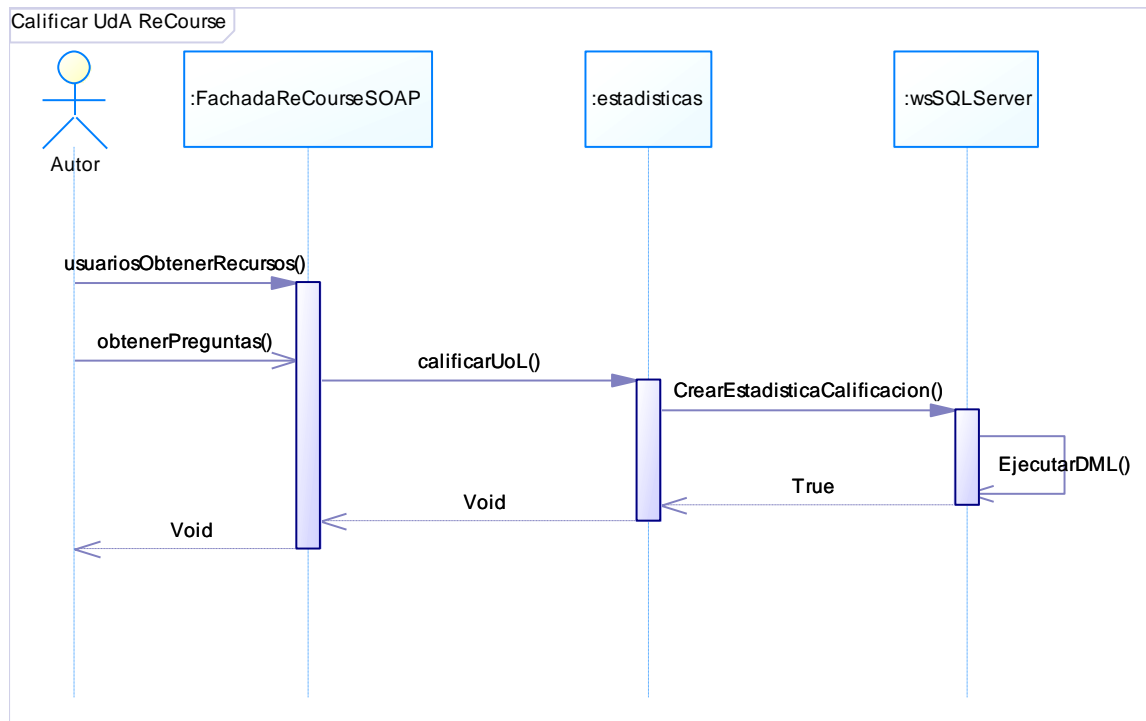 Calificar UdA ReCourse
:FachadaReCourseSOAP
:estadisticas
:wsSQLServer
Autor
usuariosObtenerRecursos()
obtenerPreguntas()
calificarUoL()
CrearEstadisticaCalificacion()
EjecutarDML()
True
Void
Void